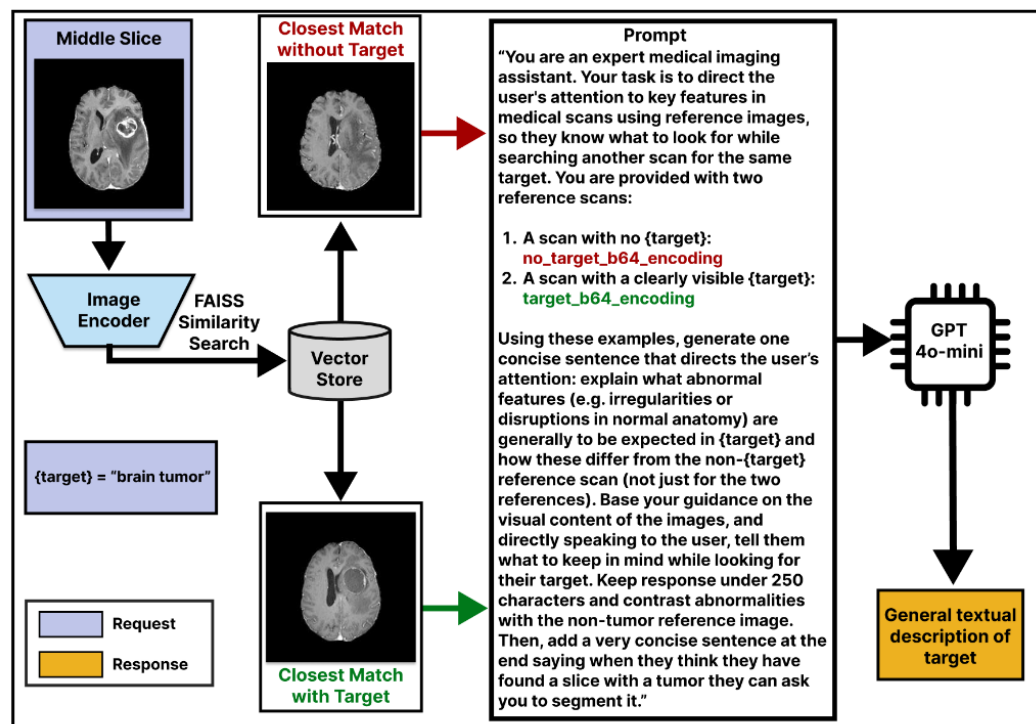 Middle Slice
Closest Match
without Target
Image
Encoder
FAISS
Similarity
Search
Vector
Store
{target} = "brain tumor"
Request
Response
Closest Match
with Target
Prompt
“You are an expert medical imaging
assistant. Your task is to direct the
user's attention to key features in
medical scans using reference images,
so they know what to look for while
searching another scan for the same
target. You are provided with two
reference scans:
1. A scan with no {target}:
no_target_b64_encoding
2. A scan with a clearly visible {target}:
target_b64_encoding
Using these examples, generate one
concise sentence that directs the user’s
attention: explain what abnormal
features (e.g. irregularities or
disruptions in normal anatomy) are
generally to be expected in {target} and
how these differ from the non-{target}
reference scan (not just for the two
references). Base your guidance on the
visual content of the images, and
directly speaking to the user, tell them
what to keep in mind while looking for
their target. Keep response under 250
characters and contrast abnormalities
with the non-tumor reference image.
Then, add a very concise sentence at the
end saying when they think they have
found a slice with a tumor they can ask
you to segment it.”
GPT
4o-mini
General textual
description of
target